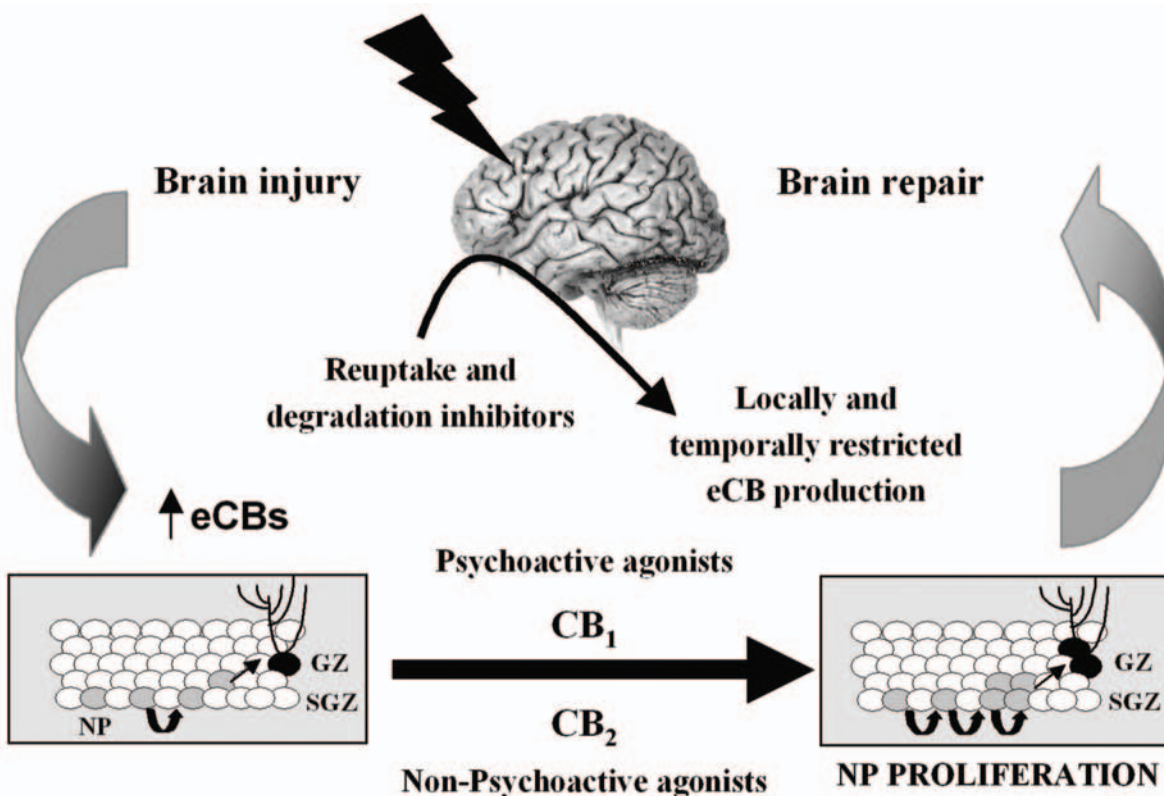 Brain injury
Brain repair
Reuptake and
degradation inhibitors
Locally and
temporally restricted
eCB production
↑ eCBs
Psychoactive agonists
CB₁
CB₂
Non-Psychoactive agonists
GZ
SGZ
NP
GZ
SGZ
NP PROLIFERATION